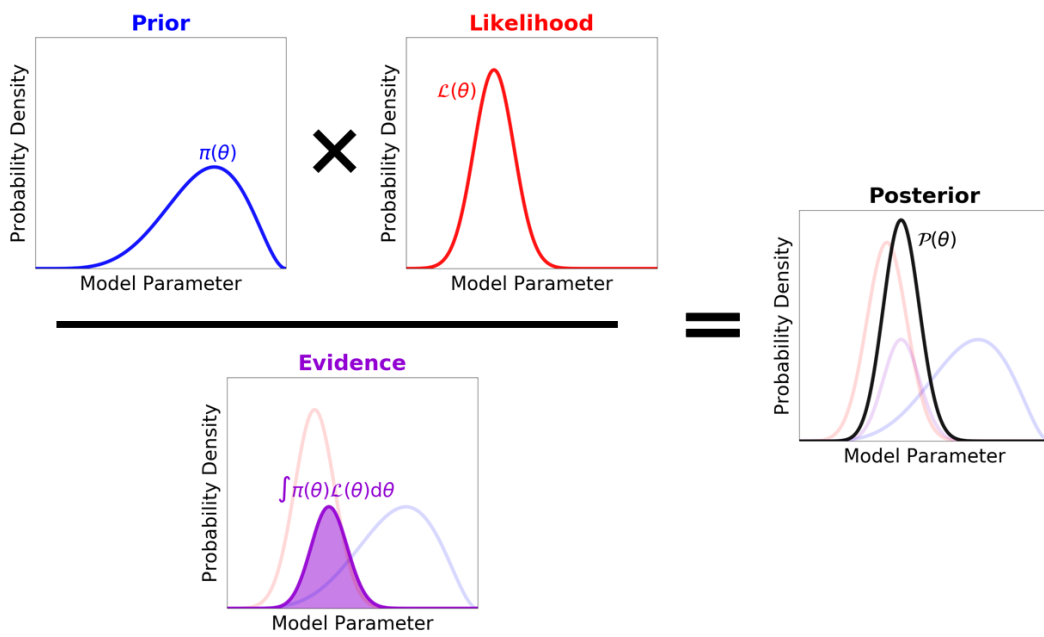 Prior
Probability Density
π(θ)
Model Parameter
×
Likelihood
Probability Density
ℒ(θ)
Model Parameter
Evidence
Probability Density
∫π(θ)ℒ(θ)dθ
Model Parameter
=
Posterior
Probability Density
𝒫(θ)
Model Parameter